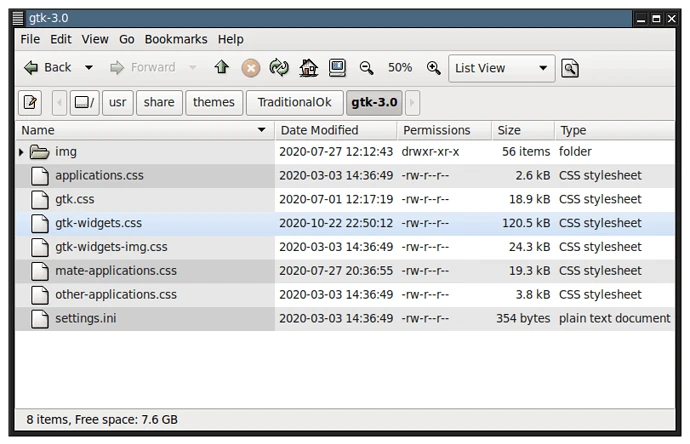 gtk-3.0
File Edit View Go Bookmarks Help
Back Forward 50% List View
/ usr share themes TraditionalOk gtk-3.0
Name Date Modified Permissions Size Type
img 2020-07-27 12:12:43 drwxr-xr-x 56 items folder
applications.css 2020-03-03 14:36:49 -rw-r--r-- 2.6 kB CSS stylesheet
gtk.css 2020-07-01 12:17:19 -rw-r--r-- 18.9 kB CSS stylesheet
gtk-widgets.css 2020-10-22 22:50:12 -rw-r--r-- 120.5 kB CSS stylesheet
gtk-widgets-img.css 2020-03-03 14:36:49 -rw-r--r-- 24.3 kB CSS stylesheet
mate-applications.css 2020-07-27 20:36:55 -rw-r--r-- 19.3 kB CSS stylesheet
other-applications.css 2020-03-03 14:36:49 -rw-r--r-- 3.8 kB CSS stylesheet
settings.ini 2020-03-03 14:36:49 -rw-r--r-- 354 bytes plain text document
8 items, Free space: 7.6 GB